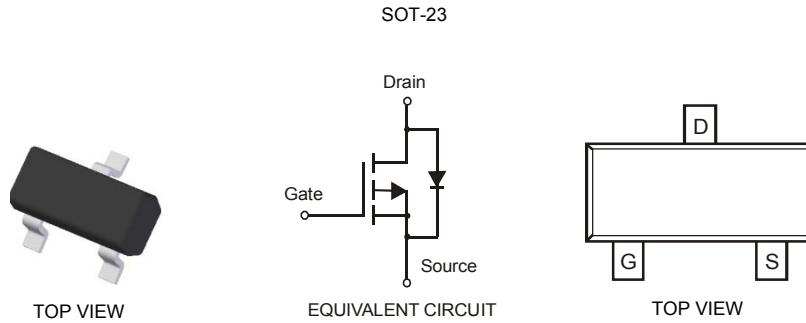 SOT-23
Drain
D
Gate
G
S
Source
TOP VIEW
EQUIVALENT CIRCUIT
TOP VIEW